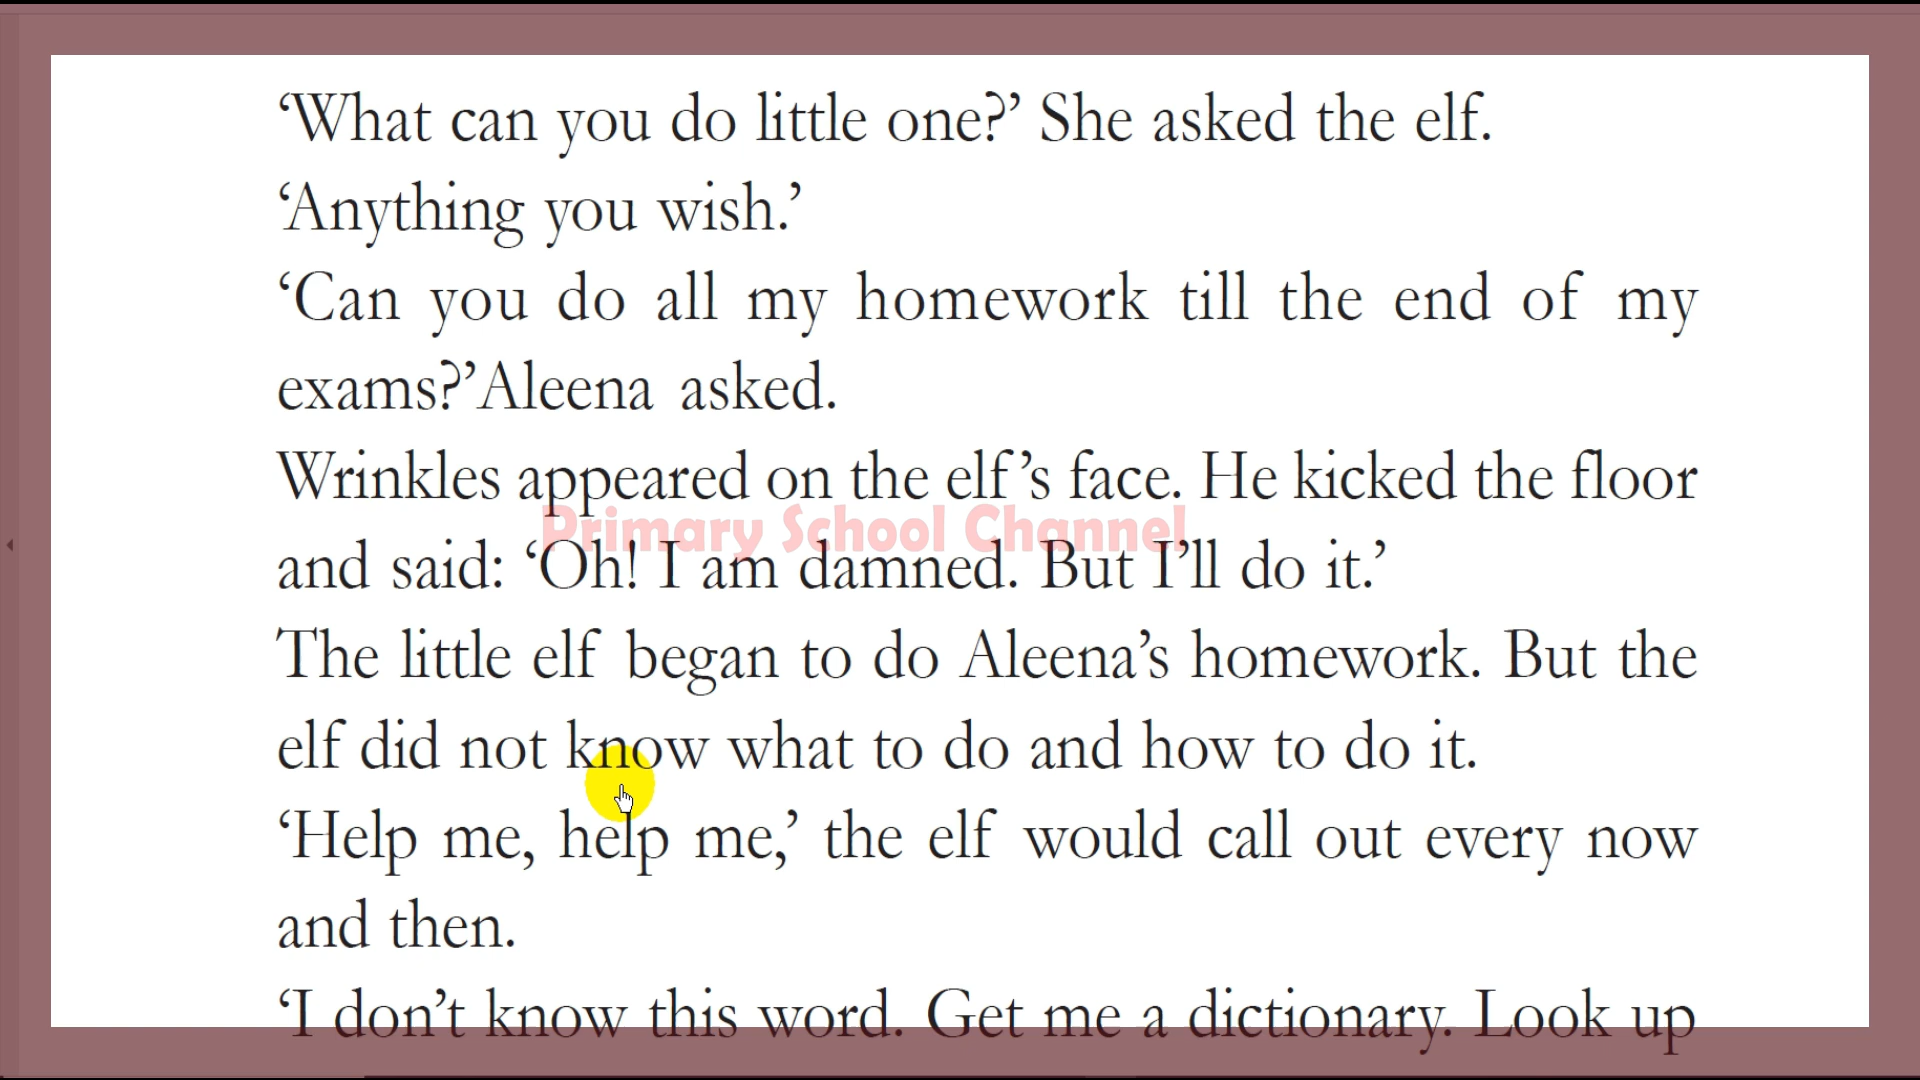 ‘What can you do little one?’ She asked the elf.
‘Anything you wish.’
‘Can you do all my homework till the end of my
exams?’Aleena asked.
Wrinkles appeared on the elf’s face. He kicked the floor
Primary School Channel
and said: ‘Oh! I am damned. But I’ll do it.’
The little elf began to do Aleena’s homework. But the
elf did not know what to do and how to do it.
‘Help me, help me,’ the elf would call out every now
and then.
‘I don’t know this word. Get me a dictionary. Look up